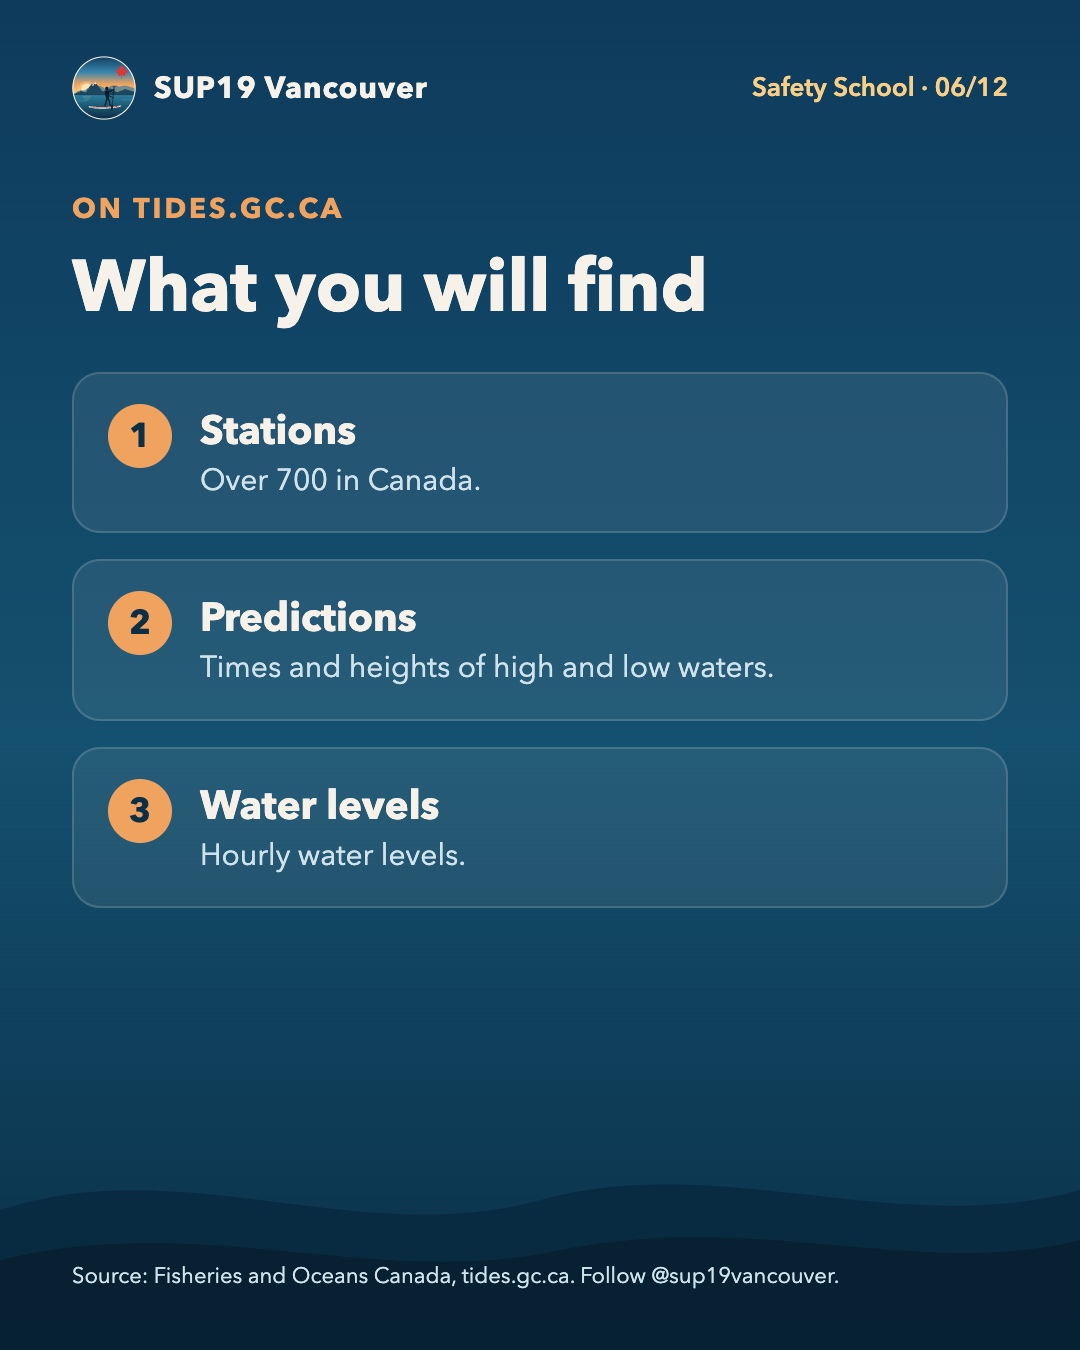 SUP19 Vancouver
Safety School · 06/12
ON TIDES.GC.CA
What you will find
1
Stations
Over 700 in Canada.
2
Predictions
Times and heights of high and low waters.
3
Water levels
Hourly water levels.
Source: Fisheries and Oceans Canada, tides.gc.ca. Follow @sup19vancouver.